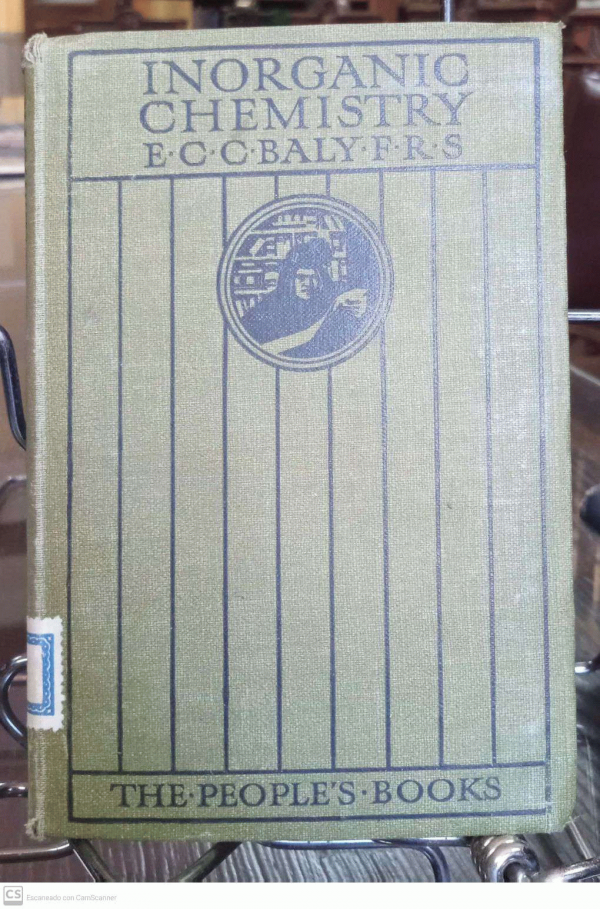 INORGANIC
CHEMISTRY
E·C·C·BALY·F·R·S
THE·PEOPLE'S·BOOKS
CS Escaneado con CamScanner